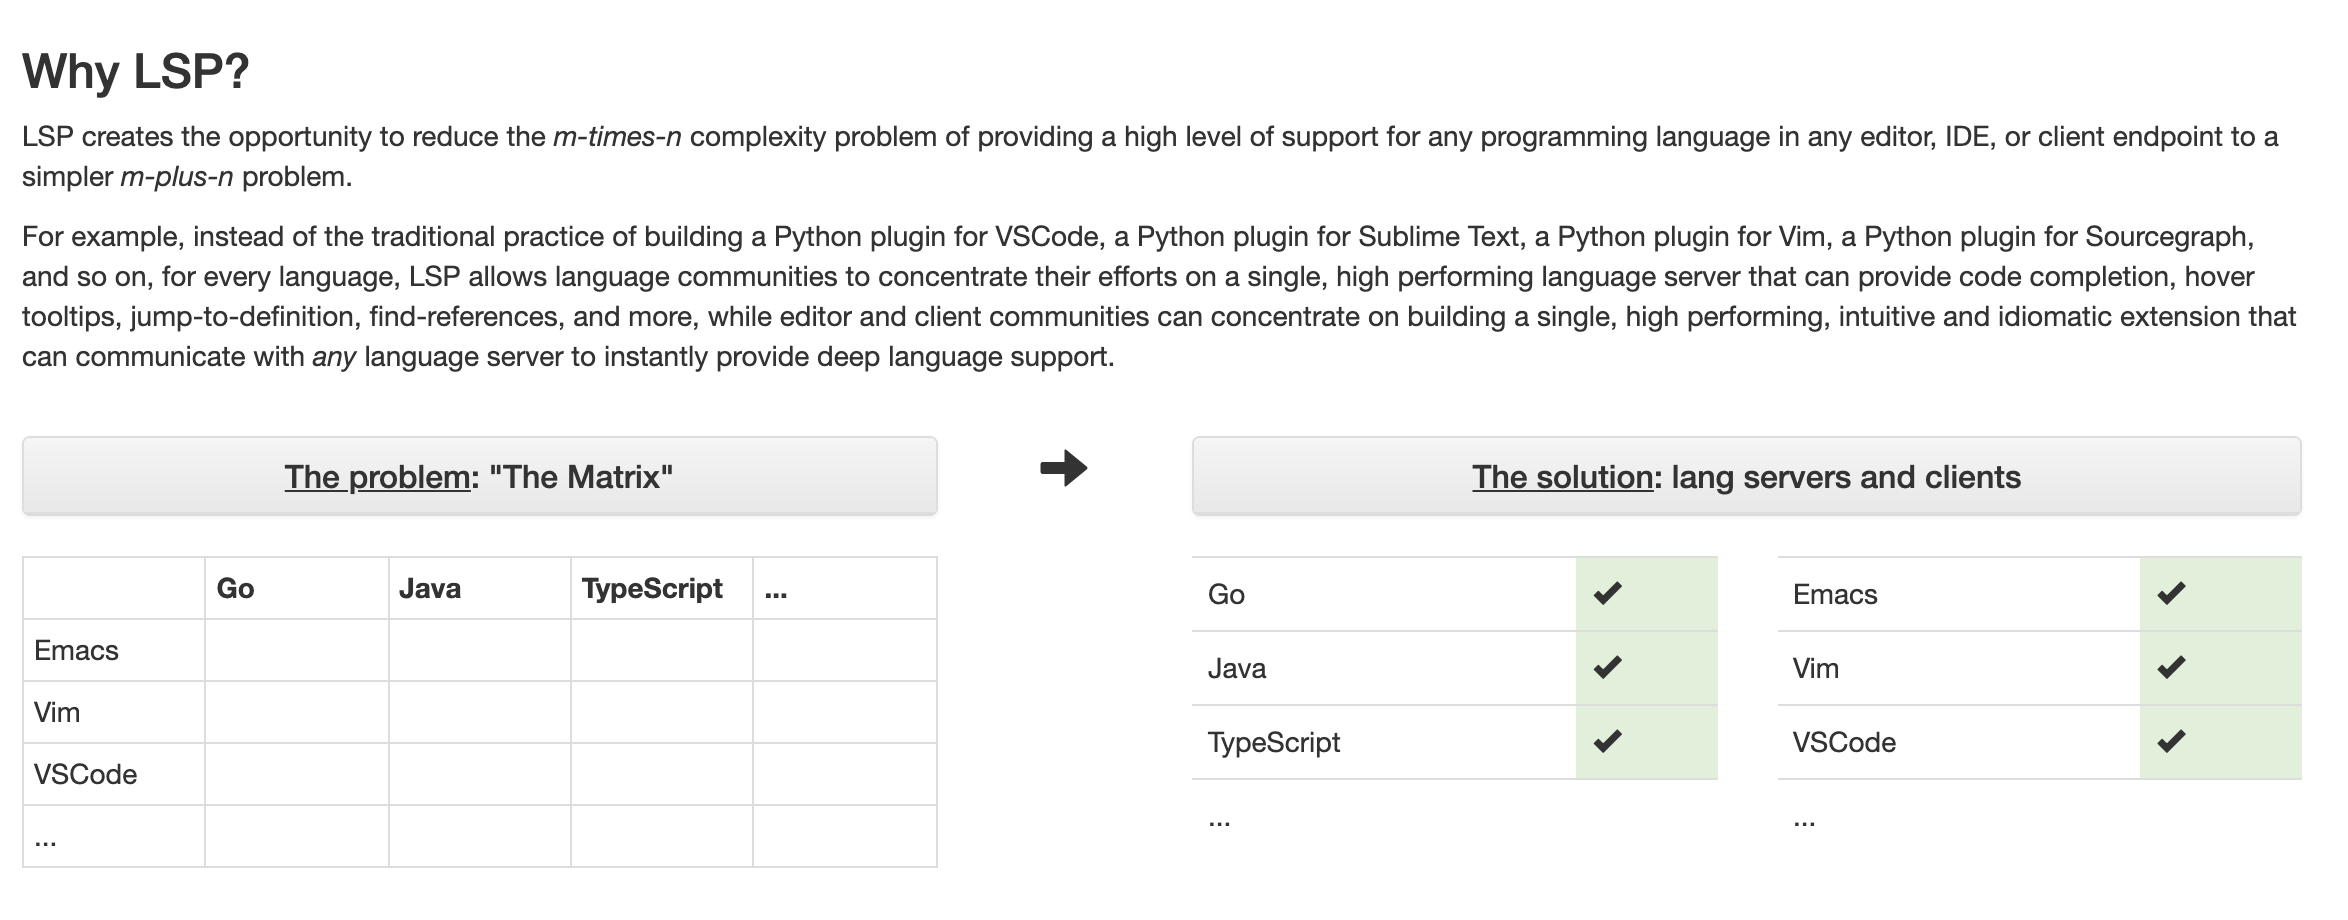 Why LSP?
LSP creates the opportunity to reduce the m-times-n complexity problem of providing a high level of support for any programming language in any editor, IDE, or client endpoint to a
simpler m-plus-n problem.
For example, instead of the traditional practice of building a Python plugin for VSCode, a Python plugin for Sublime Text, a Python plugin for Vim, a Python plugin for Sourcegraph,
and so on, for every language, LSP allows language communities to concentrate their efforts on a single, high performing language server that can provide code completion, hover
tooltips, jump-to-definition, find-references, and more, while editor and client communities can concentrate on building a single, high performing, intuitive and idiomatic extension that
can communicate with any language server to instantly provide deep language support.
The problem: "The Matrix"
Go Java TypeScript ...
Emacs
Vim
VSCode
...
The solution: lang servers and clients
Go ✔
Java ✔
TypeScript ✔
...
Emacs ✔
Vim ✔
VSCode ✔
...